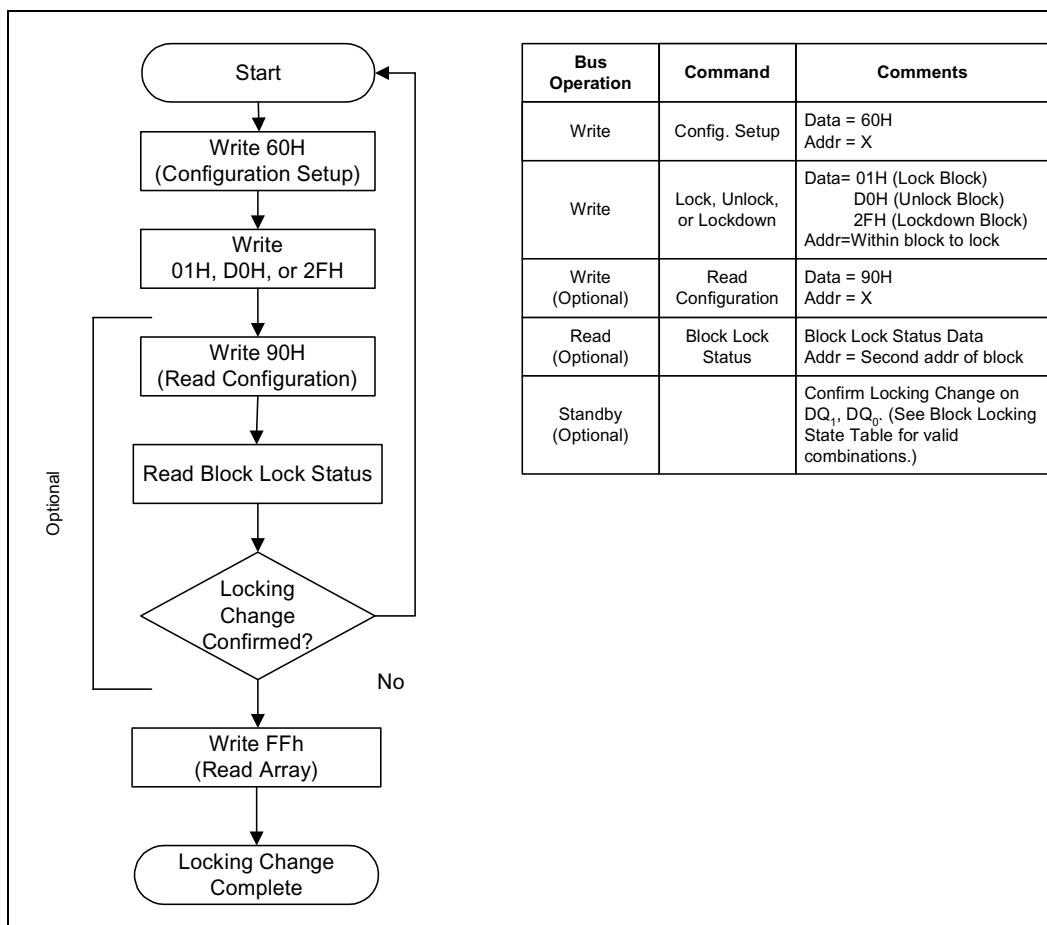 Start
Write 60H
(Configuration Setup)
Write
01H, D0H, or 2FH
Write 90H
(Read Configuration)
Read Block Lock Status
Optional
Locking
Change
Confirmed?
No
Write FFh
(Read Array)
Locking Change
Complete
Bus
Operation
Command
Comments
Write
Config. Setup
Data = 60H
Addr = X
Write
Lock, Unlock,
or Lockdown
Data= 01H (Lock Block)
D0H (Unlock Block)
2FH (Lockdown Block)
Addr=Within block to lock
Write
(Optional)
Read
Configuration
Data = 90H
Addr = X
Read
(Optional)
Block Lock
Status
Block Lock Status Data
Addr = Second addr of block
Standby
(Optional)
Confirm Locking Change on
DQ₁, DQ₀. (See Block Locking
State Table for valid
combinations.)